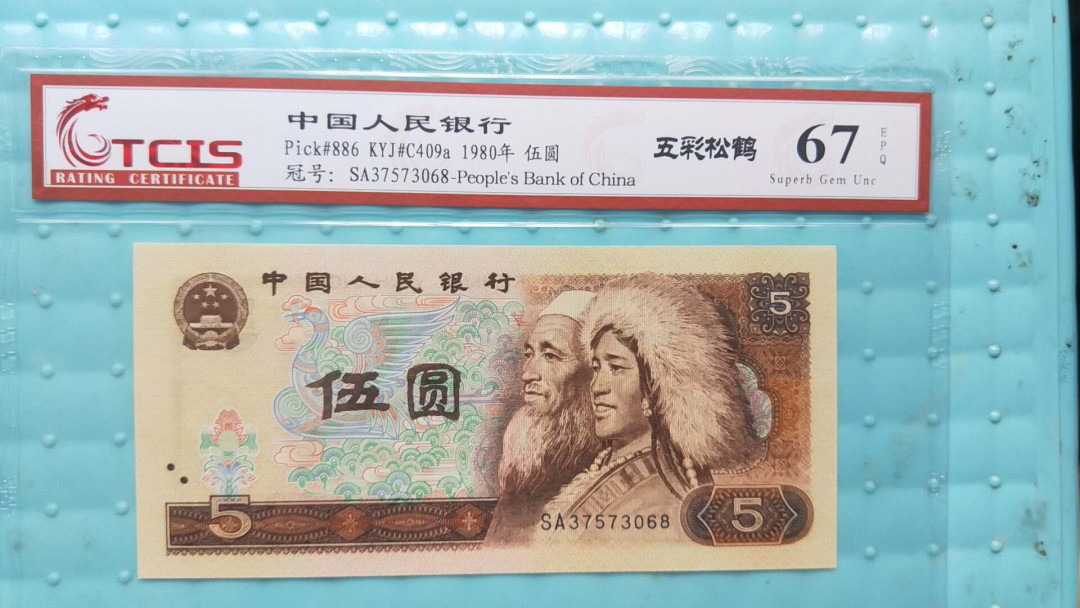 TCIS
RATING CERTIFICATE
中国人民银行
Pick#886 KYJ#C409a 1980年 伍圆
冠号: SA37573068-People's Bank of China
五彩松鹤
67
EPQ
Superb Gem Unc
中国人民银行
5
伍圆
5
SA37573068
5